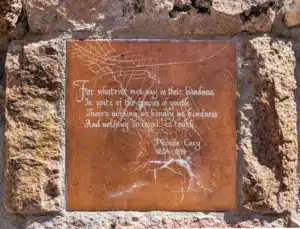 For whatever men say in their blindness
In spite of the fancies of youth
There's nothing so kingly as kindness
And nothing so royal as truth
Phoebe Cary